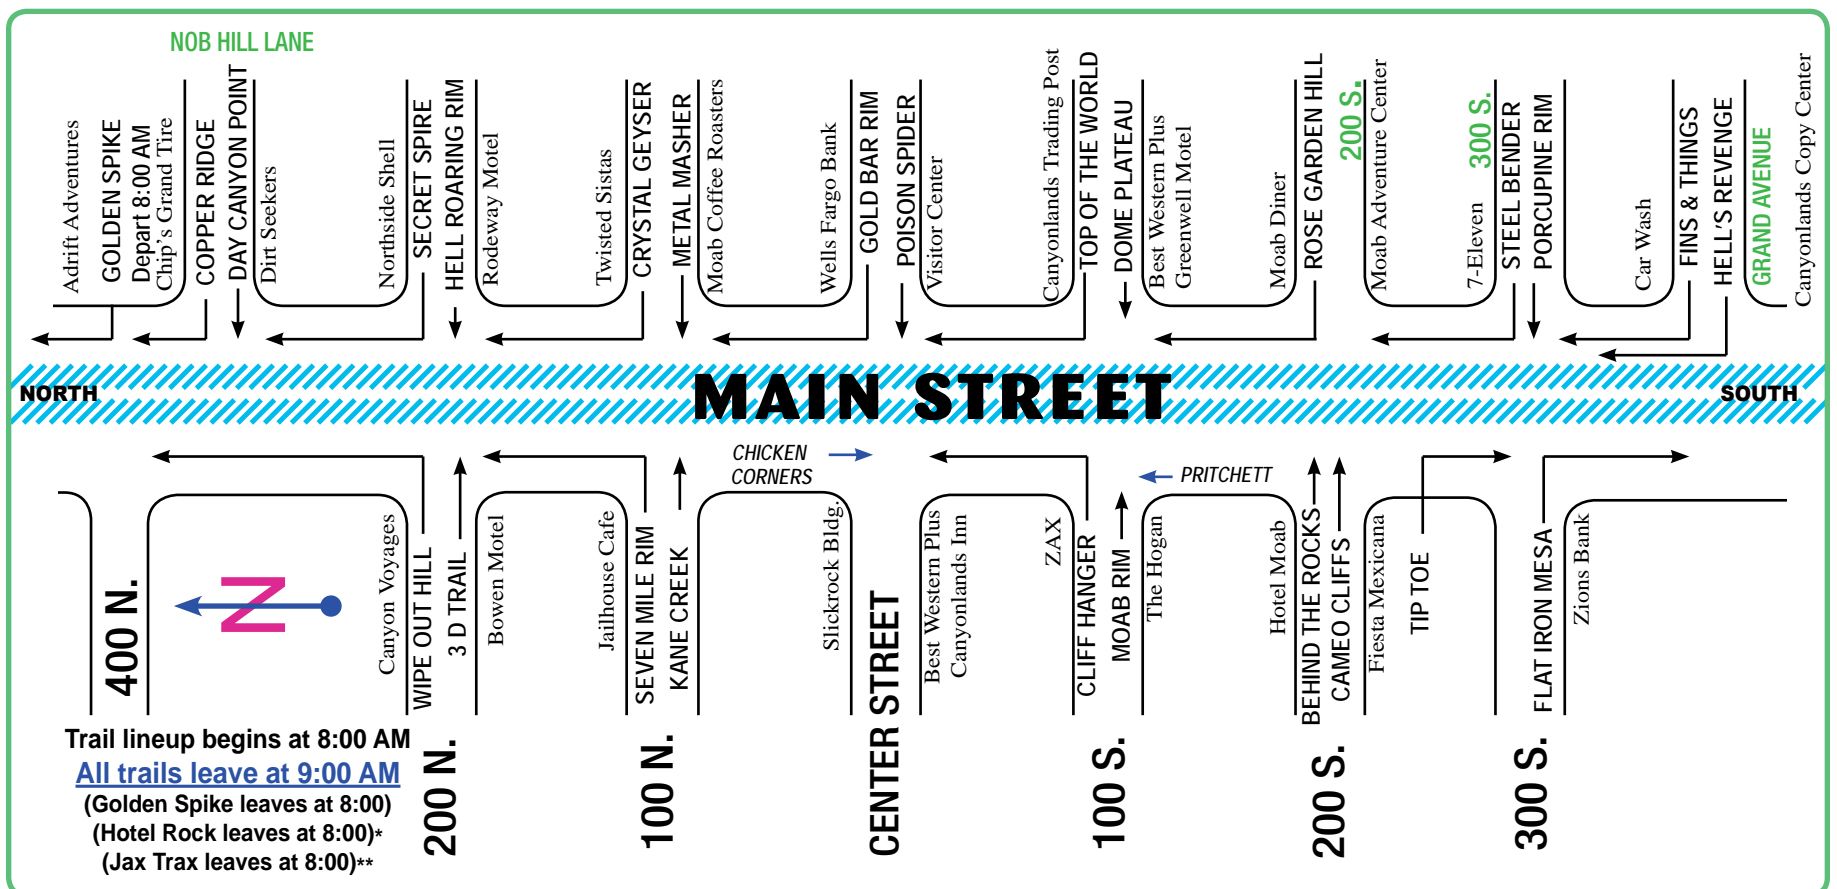 NOB HILL LANE
Adrift Adventures
GOLDEN SPIKE
Depart 8:00 AM
Chip's Grand Tire
COPPER RIDGE
DAY CANYON POINT
Dirt Seekers
Northside Shell
SECRET SPIRE
HELL ROARING RIM
Rodeway Motel
Twisted Sistas
CRYSTAL GEYSER
METAL MASHER
Moab Coffee Roasters
Wells Fargo Bank
GOLD BAR RIM
POISON SPIDER
Visitor Center
Canyonlands Trading Post
TOP OF THE WORLD
DOME PLATEAU
Best Western Plus
Greenwell Motel
Moab Diner
ROSE GARDEN HILL
200 S.
Moab Adventure Center
7-Eleven
300 S.
STEEL BENDER
PORCUPINE RIM
Car Wash
FINS & THINGS
HELL'S REVENGE
GRAND AVENUE
Canyonlands Copy Center
NORTH
MAIN STREET
SOUTH
400 N.
N
Canyon Voyages
WIPE OUT HILL
3 D TRAIL
Bowen Motel
Jailhouse Cafe
SEVEN MILE RIM
KANE CREEK
CHICKEN
CORNERS
Slickrock Bldg.
CENTER STREET
Best Western Plus
Canyonlands Inn
ZAX
CLIFF HANGER
MOAB RIM
The Hogan
PRITCHETT
Hotel Moab
BEHIND THE ROCKS
CAMEO CLIFFS
Fiesta Mexicana
TIP TOE
FLAT IRON MESA
Zions Bank
Trail lineup begins at 8:00 AM
All trails leave at 9:00 AM
(Golden Spike leaves at 8:00)
(Hotel Rock leaves at 8:00)*
(Jax Trax leaves at 8:00)**
200 N.
100 N.
100 S.
200 S.
300 S.